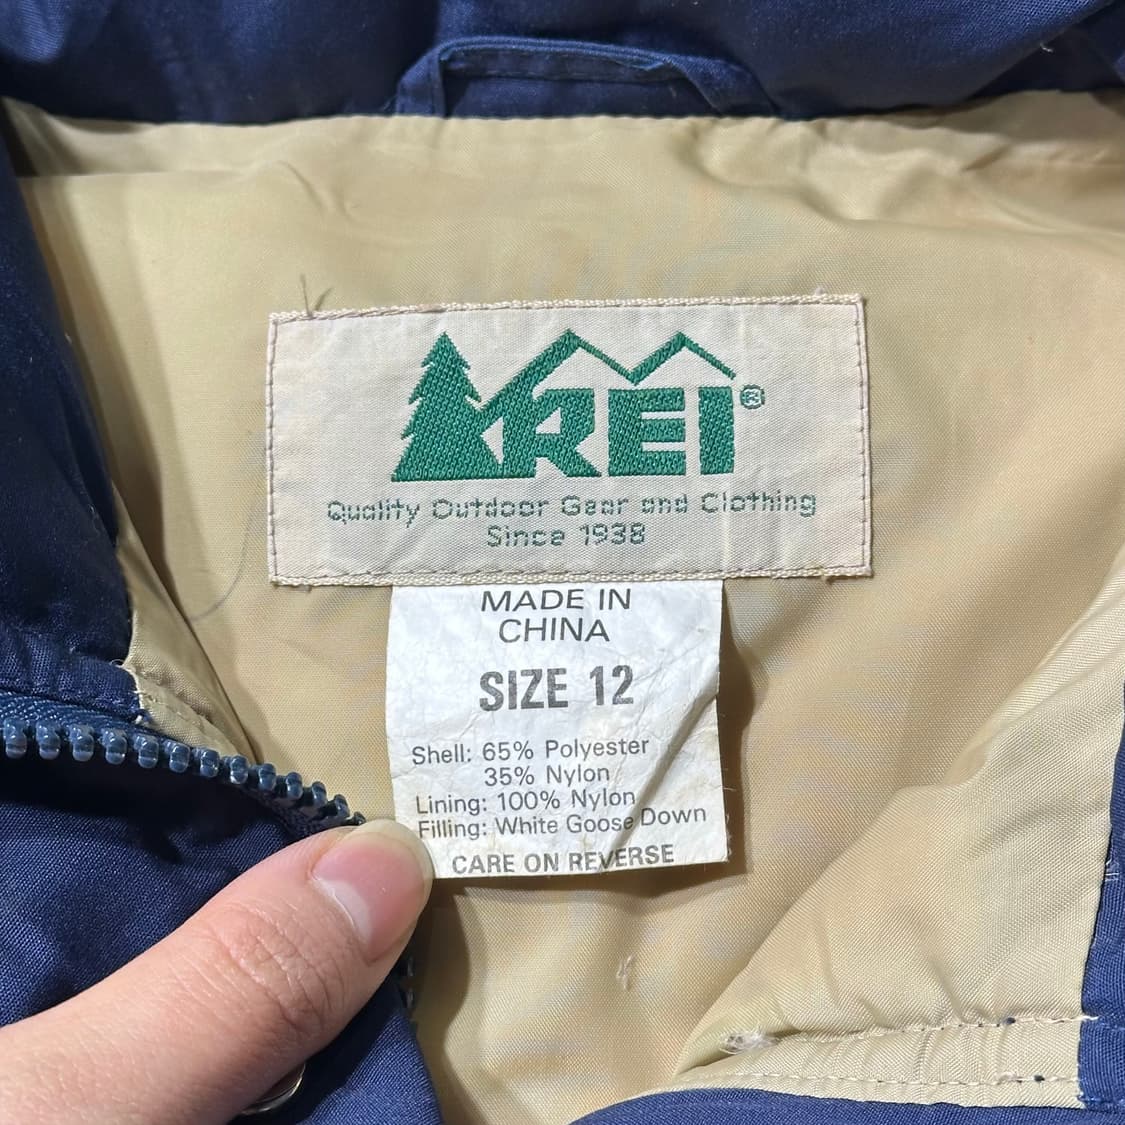 REI®
Quality Outdoor Gear and Clothing
Since 1938
MADE IN
CHINA
SIZE 12
Shell: 65% Polyester
35% Nylon
Lining: 100% Nylon
Filling: White Goose Down
CARE ON REVERSE